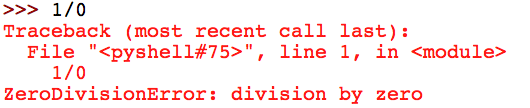 >>> 1/0
Traceback (most recent call last):
  File "<pyshell#75>", line 1, in <module>
    1/0
ZeroDivisionError: division by zero